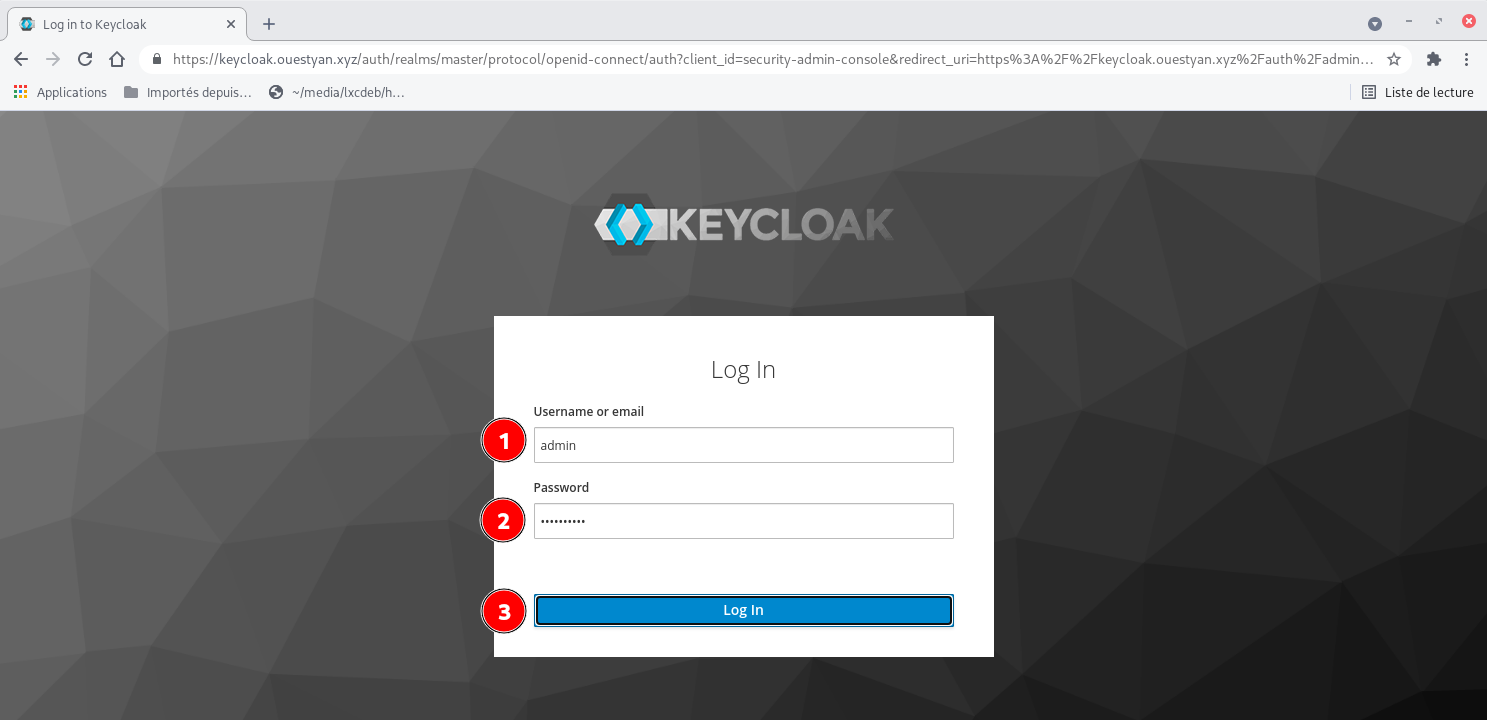 Log in to Keycloak
https://keycloak.ouestyan.xyz/auth/realms/master/protocol/openid-connect/auth?client_id=security-admin-console&redirect_uri=https%3A%2F%2Fkeycloak.ouestyan.xyz%2Fauth%2Fadmin...
Applications
Importés depuis...
~/media/lxcdeb/h...
Liste de lecture
KEYCLOAK
Log In
Username or email
1
admin
Password
2
••••••••••
3
Log In